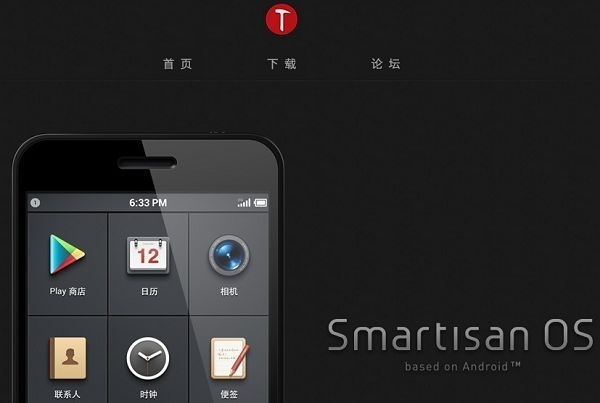 T
首页 下载 论坛
1 6:33 PM
12
Play 商店 日历 相机
联系人 时钟 便签
Smartisan OS
based on Android™